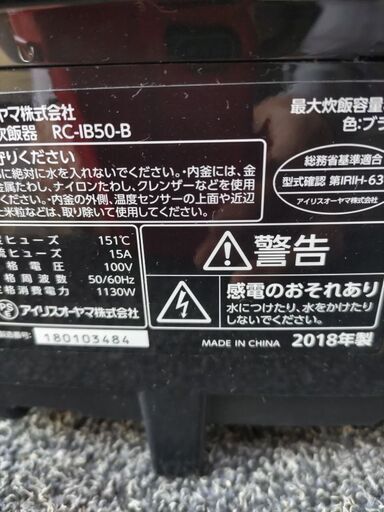 ヤマ株式会社
炊飯器 RC-IB50-B
最大炊飯容量
色:ブラ
守りください
に絶対に水を入れないでください。・内釜には、金
金属たわし、ナイロンたわし、クレンザーなどを使用
ください。・内釜の外側、温度センサーの上面や近辺
米粒などは、取り除いて使用してください。
総務省基準適合
型式確認 第IRIH-63
アイリスオーヤマ株式会社
ヒューズ 151℃
ヒューズ 15A
格電圧 100V
格周波数 50/60Hz
格消費電力 1130W
PS アイリスオーヤマ株式会社
製造番号: 180103484
警告
感電のおそれあり
水につけたり、水をかけたり
しないでください。
MADE IN CHINA 2018年製